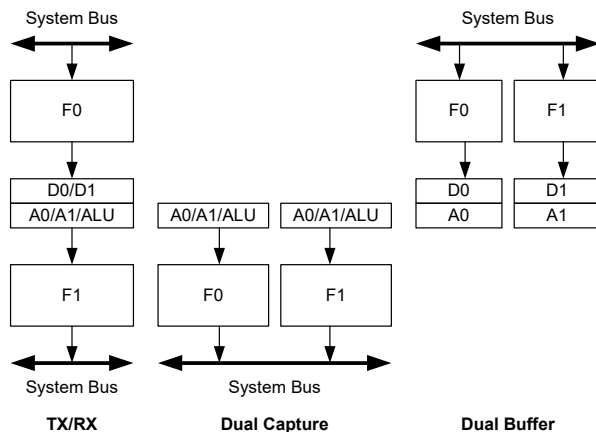 System Bus
F0
D0/D1
A0/A1/ALU
F1
System Bus
TX/RX
A0/A1/ALU
A0/A1/ALU
F0
F1
System Bus
Dual Capture
System Bus
F0
F1
D0
D1
A0
A1
Dual Buffer